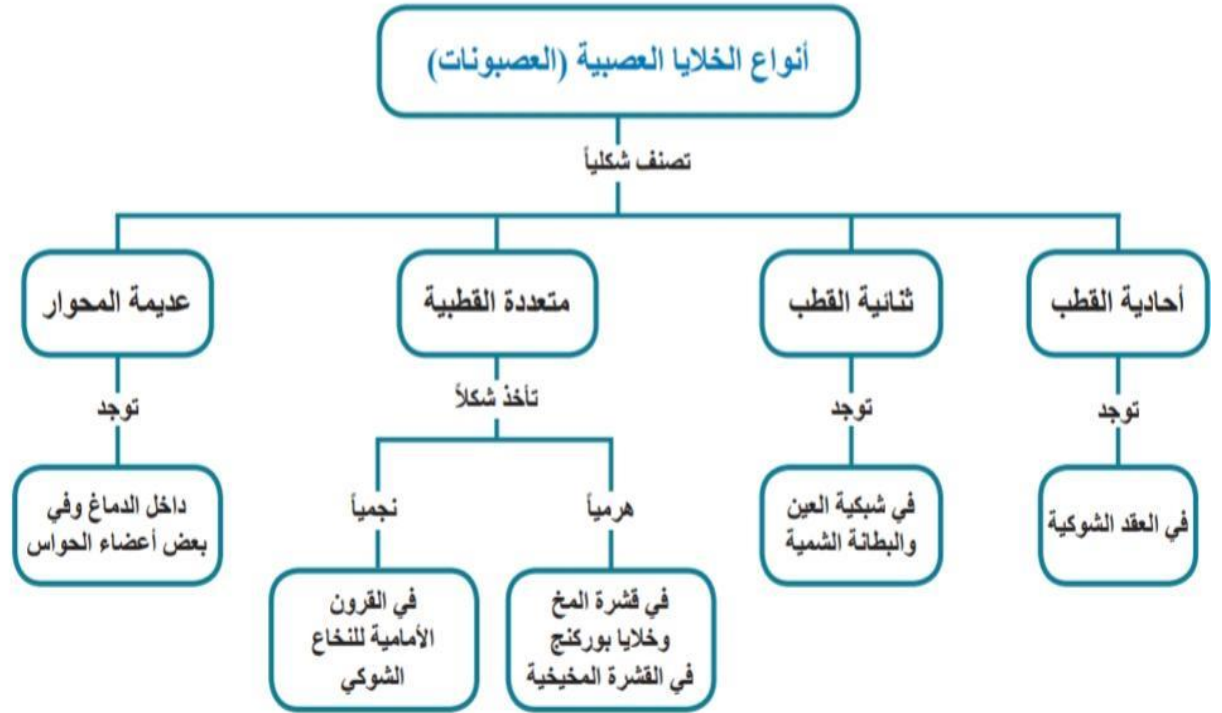 أنواع الخلايا العصبية (العصبونات)
تصنف شكلياً
أحادية القطب
ثنائية القطب
متعددة القطبية
عديمة المحوار
توجد
توجد
تأخذ شكلاً
توجد
هرمياً
نجمياً
في العقد الشوكية
في شبكية العين
والبطانة الشمية
في قشرة المخ
وخلايا بوركنج
في القشرة المخيخية
في القرون
الأمامية للنخاع
الشوكي
داخل الدماغ وفي
بعض أعضاء الحواس